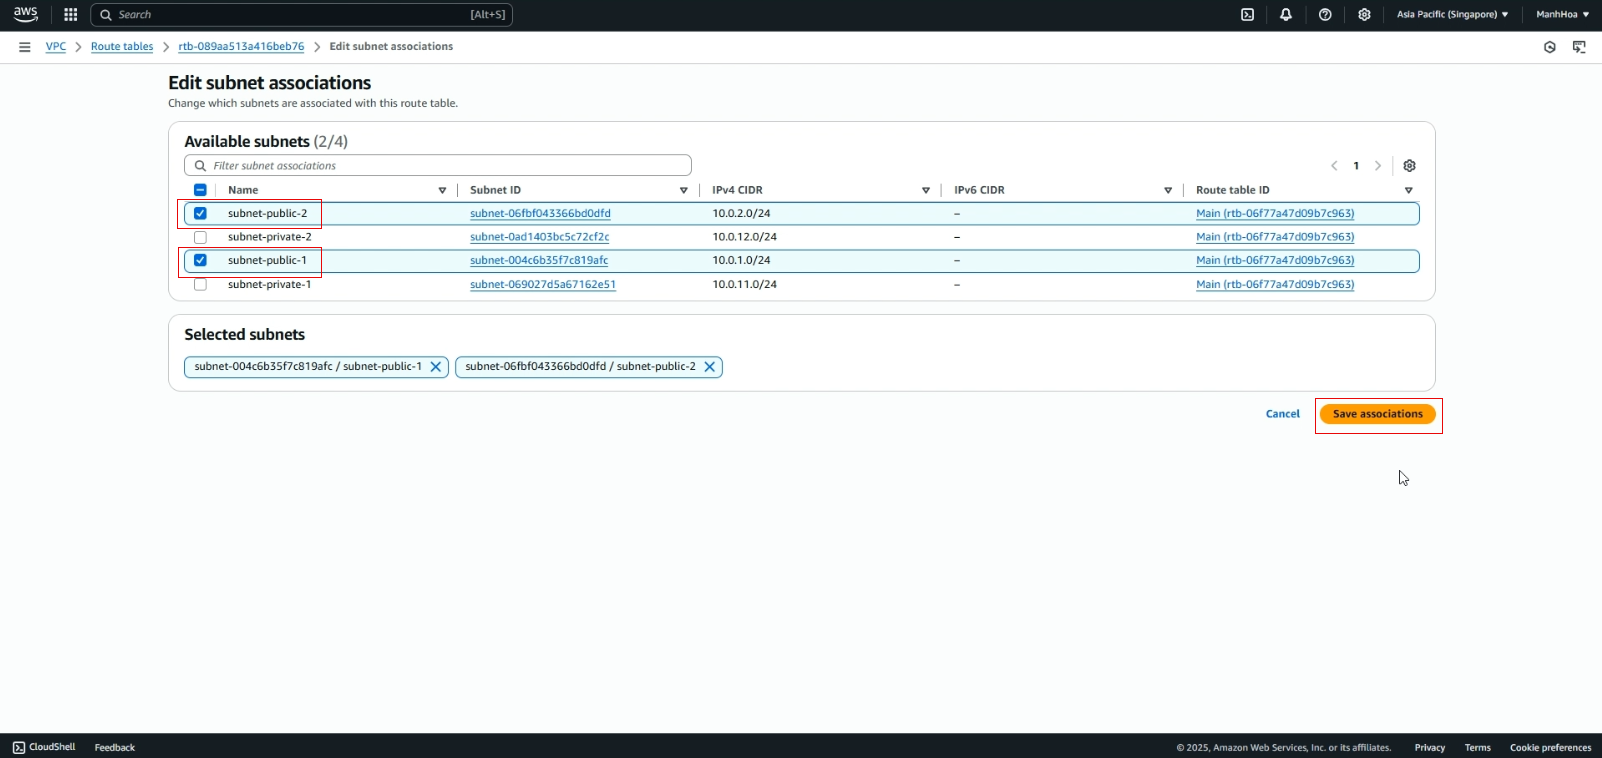 aws Search [Alt+S] Asia Pacific (Singapore) ManhHoa
VPC Route tables rtb-089aa513a416beb76 Edit subnet associations
Edit subnet associations
Change which subnets are associated with this route table.
Available subnets (2/4)
Filter subnet associations 1
Name Subnet ID IPv4 CIDR IPv6 CIDR Route table ID
subnet-public-2 subnet-06fbf043366bd0dfd 10.0.2.0/24 – Main (rtb-06f77a47d09b7c963)
subnet-private-2 subnet-0ad1403bc5c72cf2c 10.0.12.0/24 – Main (rtb-06f77a47d09b7c963)
subnet-public-1 subnet-004c6b35f7c819afc 10.0.1.0/24 – Main (rtb-06f77a47d09b7c963)
subnet-private-1 subnet-069027d5a67162e51 10.0.11.0/24 – Main (rtb-06f77a47d09b7c963)
Selected subnets
subnet-004c6b35f7c819afc / subnet-public-1 subnet-06fbf043366bd0dfd / subnet-public-2
Cancel Save associations
CloudShell Feedback © 2025, Amazon Web Services, Inc. or its affiliates. Privacy Terms Cookie preferences